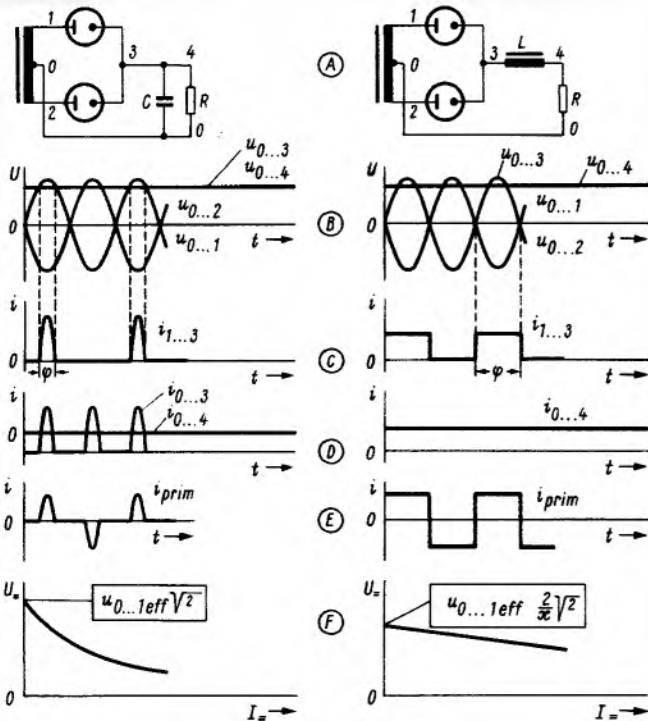 1
0
2
3
4
C
R
0
A
1
0
2
3
L
4
R
0
U
0
u0...3
u0...4
u0...2
u0...1
t
B
u0...3
u0...4
0
u0...1
u0...2
t
i
0
φ
i1...3
t
C
i
0
i1...3
φ
t
i
0
i0...3
i0...4
t
D
i
0
i0...4
t
i
0
iprim
t
E
i
0
iprim
U=
u0...1eff√2
0
I=
F
U=
u0...1eff 2/π √2
0
I=